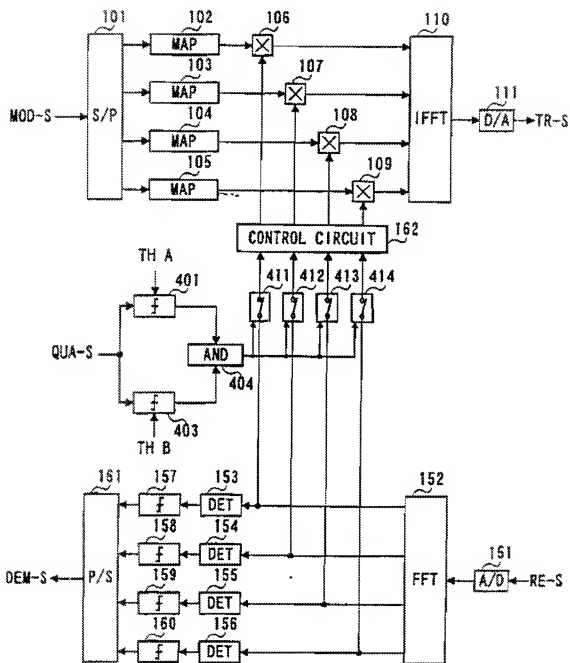 101 102 106 110
MAP
103
107
MAP
111
MOD-S S/P 104 108 IFFT D/A TR-S
MAP
105 109
MAP
CONTROL CIRCUIT
162
TH A
401
411 412 413 414
QUA-S AND
404
403
TH B
161 157 153 152
DET
158 154
DET
151
DEM-S P/S 159 155 FFT A/D RE-S
DET
160 156
DET